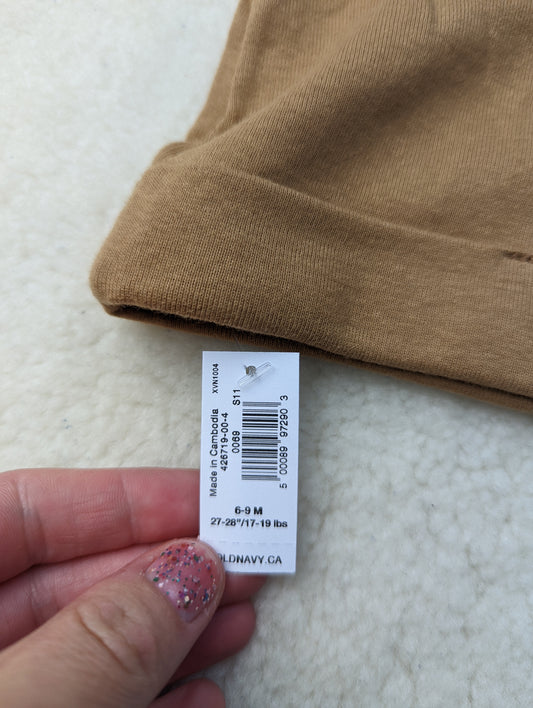 XVN1004
Made in Cambodia
426719-00-4
0069
S11
5 00089 97290 3
6-9 M
27-28"/17-19 lbs
OLDNAVY.CA